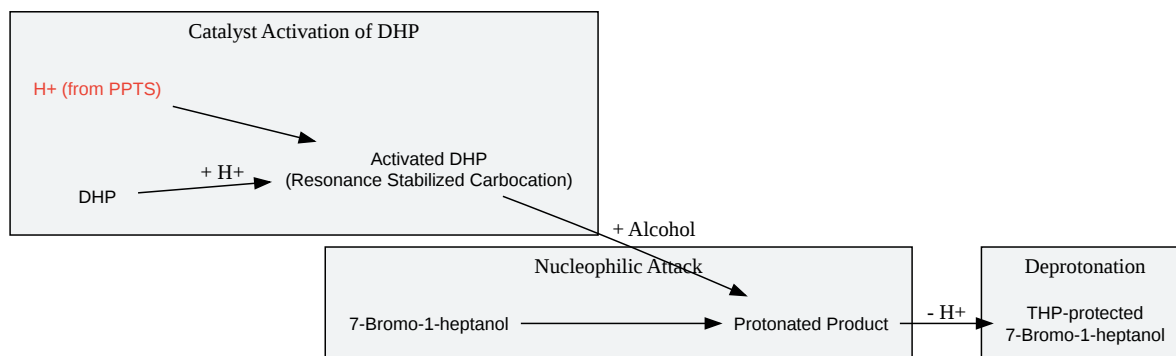 Catalyst Activation of DHP
H+ (from PPTS)
+ H+
DHP
Activated DHP
(Resonance Stabilized Carbocation)
+ Alcohol
Nucleophilic Attack
7-Bromo-1-heptanol
Protonated Product
- H+
Deprotonation
THP-protected
7-Bromo-1-heptanol